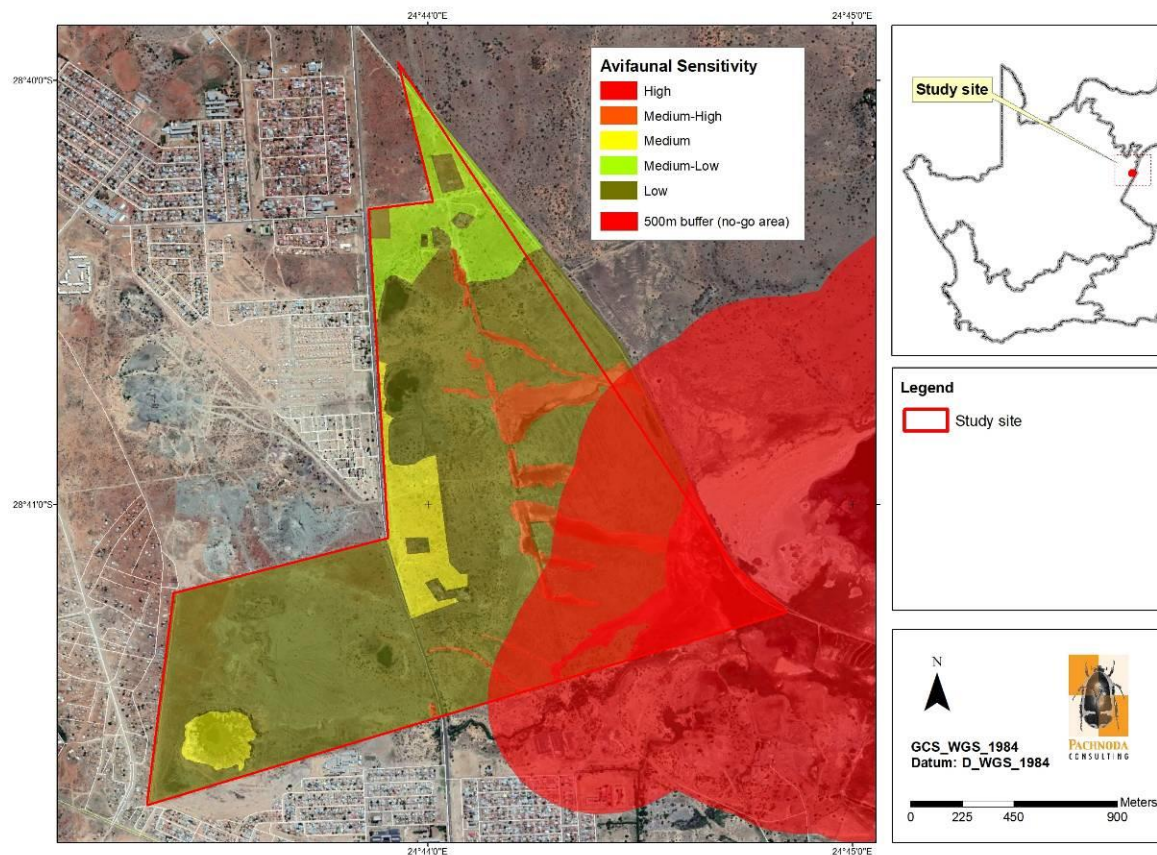 24°44'0"E
24°45'0"E
28°40'0"S
Avifaunal Sensitivity
High
Medium-High
Medium
Medium-Low
Low
500m buffer (no-go area)
Study site
28°41'0"S
Legend
Study site
N
GCS_WGS_1984
Datum: D_WGS_1984
PACHNODA
CONSULTING
Meters
0 225 450 900
24°44'0"E
24°45'0"E